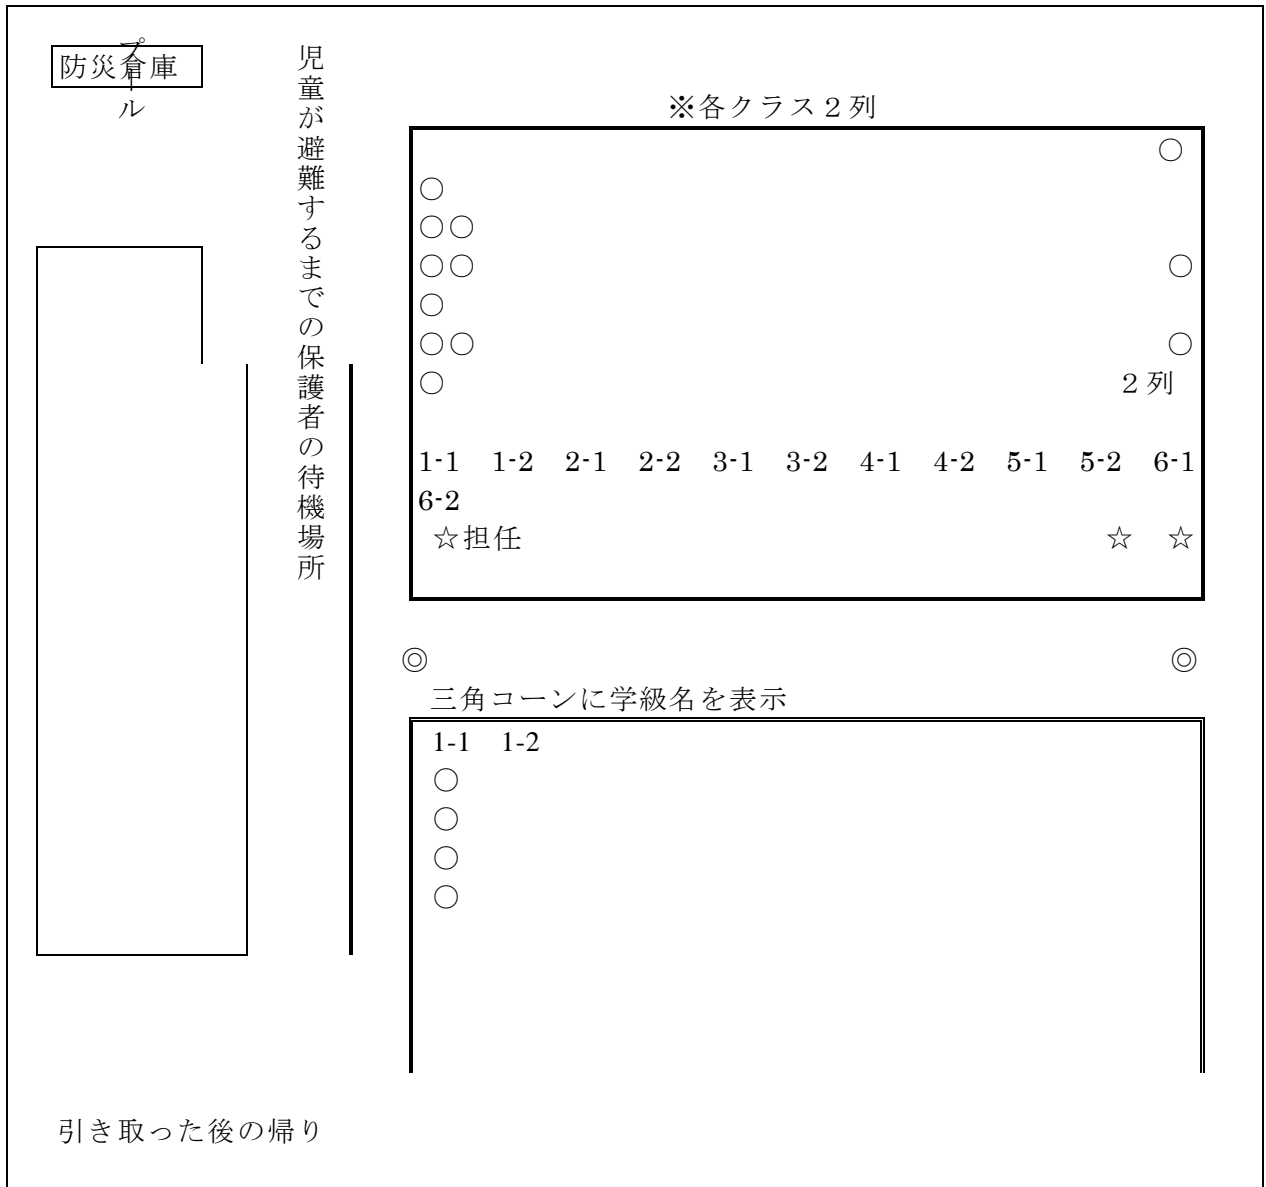 プール
防災倉庫
児童が避難するまでの保護者の待機場所
※各クラス２列
○
○
○○
○○ ○
○
○○ ○
○ ２列
1-1 1-2 2-1 2-2 3-1 3-2 4-1 4-2 5-1 5-2 6-1
6-2
☆担任 ☆ ☆
◎ ◎
三角コーンに学級名を表示
1-1 1-2
○
○
○
○
引き取った後の帰り